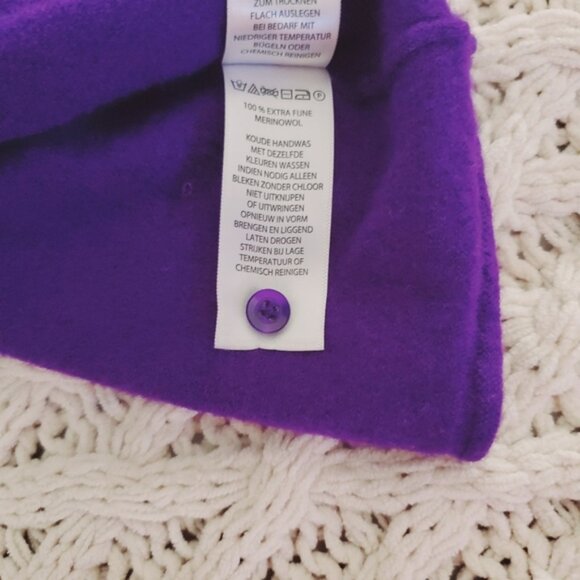 ZUM TROCKNEN
FLACH AUSLEGEN
BEI BEDARF MIT
NIEDRIGER TEMPERATUR
BÜGELN ODER
CHEMISCH REINIGEN
100 % EXTRA FIJNE
MERINOWOL
KOUDE HANDWAS
MET DEZELFDE
KLEUREN WASSEN
INDIEN NODIG ALLEEN
BLEKEN ZONDER CHLOOR
NIET UITKNUPEN
OF UITWRINGEN
OPNIEUW IN VORM
BRENGEN EN LIGGEND
LATEN DROGEN
STRIJKEN BIJ LAGE
TEMPERATUUR OF
CHEMISCH REINIGEN